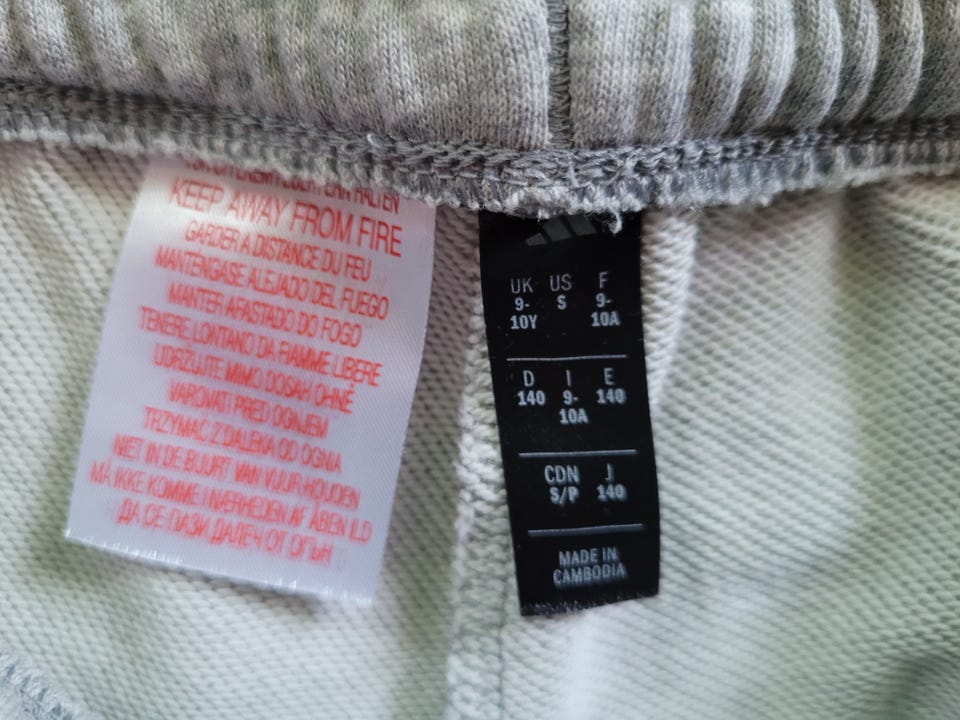 KEEP AWAY FROM FIRE
GARDER A DISTANCE DU FEU
MANTENGASE ALEJADO DEL FUEGO
MANTER AFASTADO DO FOGO
TENERE LONTANO DA FIAMME LIBERE
UDRZUJTE MIMO DOSAH OHNĚ
VAROVATI PRED OGNJEM
TRZYMAĆ Z DALEKA OD OGNIA
NIET IN DE BUURT VAN VUUR HOUDEN
MÅ IKKE KOMME I NÆRHEDEN AF ÅBEN ILD
ДА СЕ ПАЗИ ДАЛЕЧ ОТ ОГЪН
UK US F
9- S 9-
10Y 10A
D I E
140 9- 140
10A
CDN J
S/P 140
MADE IN
CAMBODIA